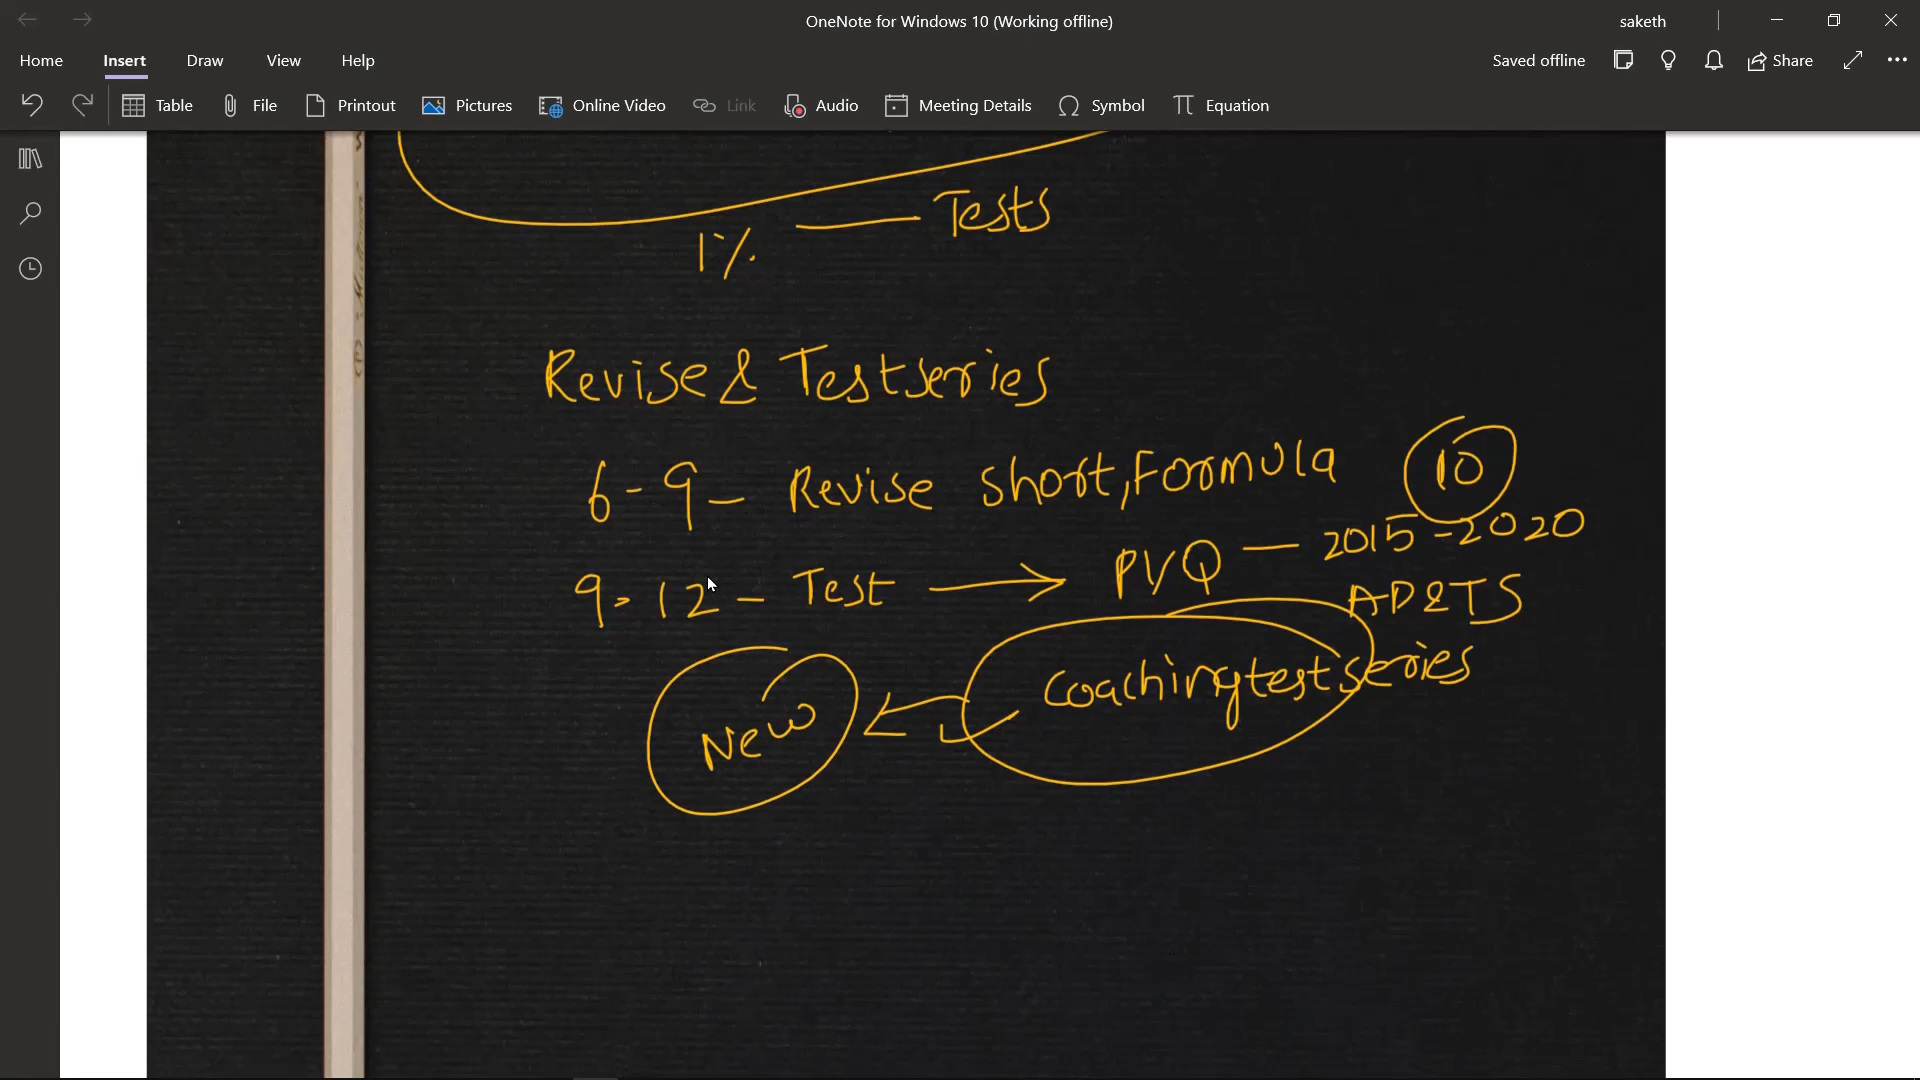 OneNote for Windows 10 (Working offline)
saketh
Home Insert Draw View Help
Saved offline Share
Table File Printout Pictures Online Video Link Audio Meeting Details Symbol Equation
1% — Tests
Revise & Testseries
6-9 - Revise short, Formula 10
9-12 - Test → PYQ — 2015-2020
AP&TS
Coachingtestseries
New